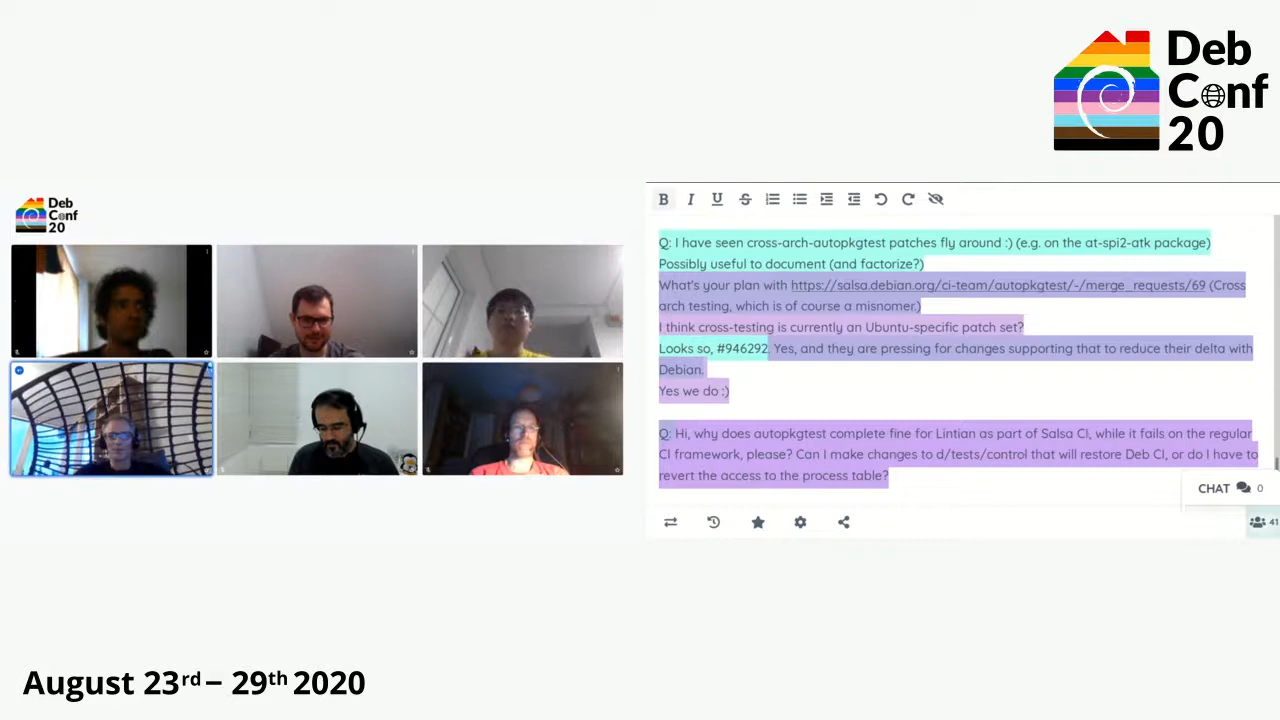 Deb
Conf
20
Deb
Conf
20
Q: I have seen cross-arch-autopkgtest patches fly around :) (e.g. on the at-spi2-atk package)
Possibly useful to document (and factorize?)
What's your plan with https://salsa.debian.org/ci-team/autopkgtest/-/merge_requests/69 (Cross
arch testing, which is of course a misnomer.)
I think cross-testing is currently an Ubuntu-specific patch set?
Looks so, #946292. Yes, and they are pressing for changes supporting that to reduce their delta with
Debian.
Yes we do :)
Q: Hi, why does autopkgtest complete fine for Lintian as part of Salsa CI, while it fails on the regular
CI framework, please? Can I make changes to d/tests/control that will restore Deb CI, or do I have to
revert the access to the process table?
CHAT 0
41
August 23rd – 29th 2020